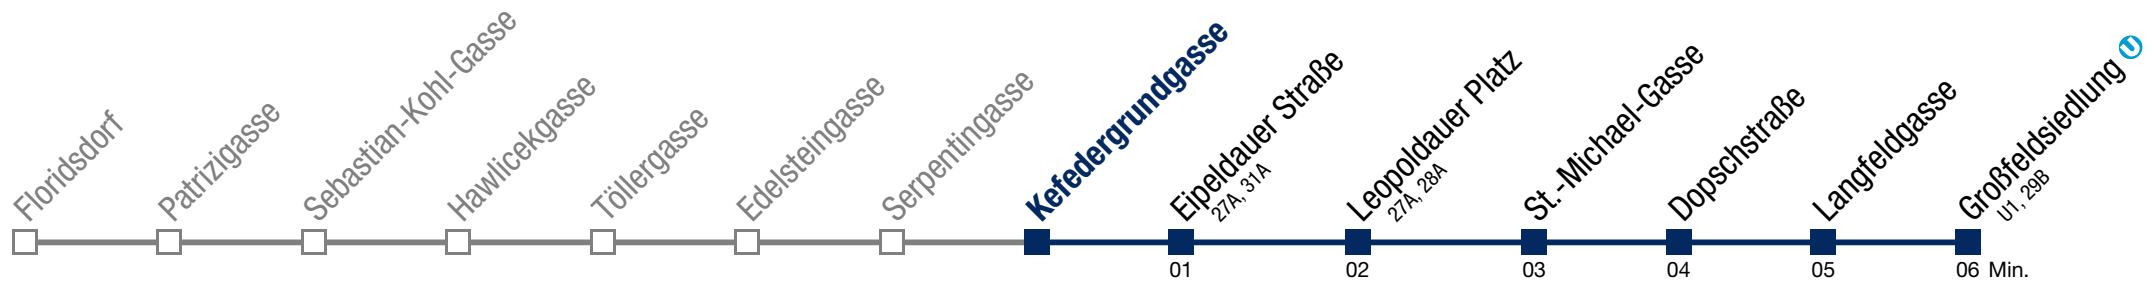 Floridsdorf
Patrizigasse
Sebastian-Kohl-Gasse
Hawlicekgasse
Töllergasse
Edelsteingasse
Serpentingasse
Kefedergrundgasse
Eipeldauer Straße
27A, 31A
Leopoldauer Platz
27A, 28A
St.-Michael-Gasse
Dopschstraße
Langfeldgasse
Großfeldsiedlung U
U1, 29B
01 02 03 04 05 06 Min.